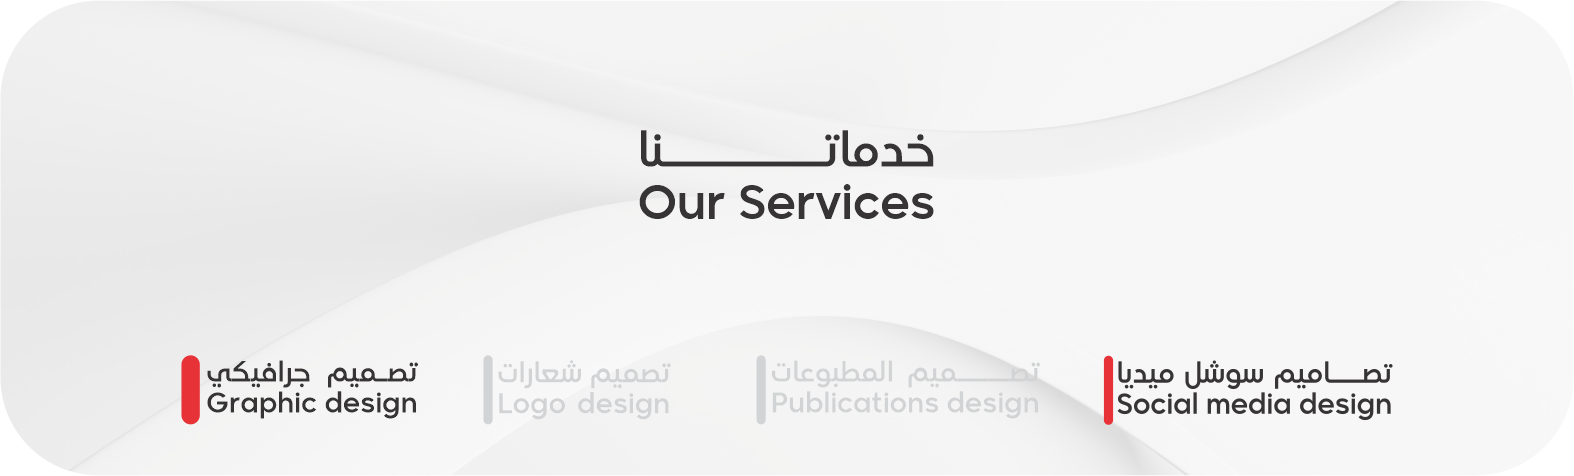 خدماتـــــــــنا
Our Services
تصـميم جرافيكي
Graphic design
تصميم شعارات
Logo design
تصـــــميم المطبوعات
Publications design
تصـــاميم سوشل ميديا
Social media design